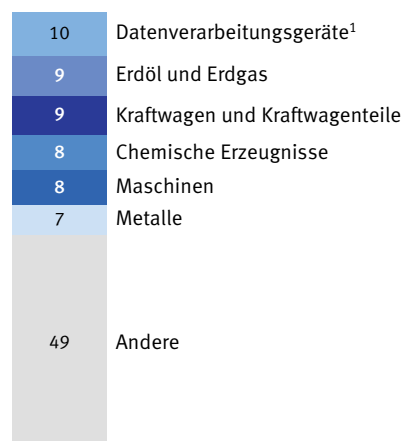 10 Datenverarbeitungsgeräte¹
9 Erdöl und Erdgas
9 Kraftwagen und Kraftwagenteile
8 Chemische Erzeugnisse
8 Maschinen
7 Metalle
49 Andere